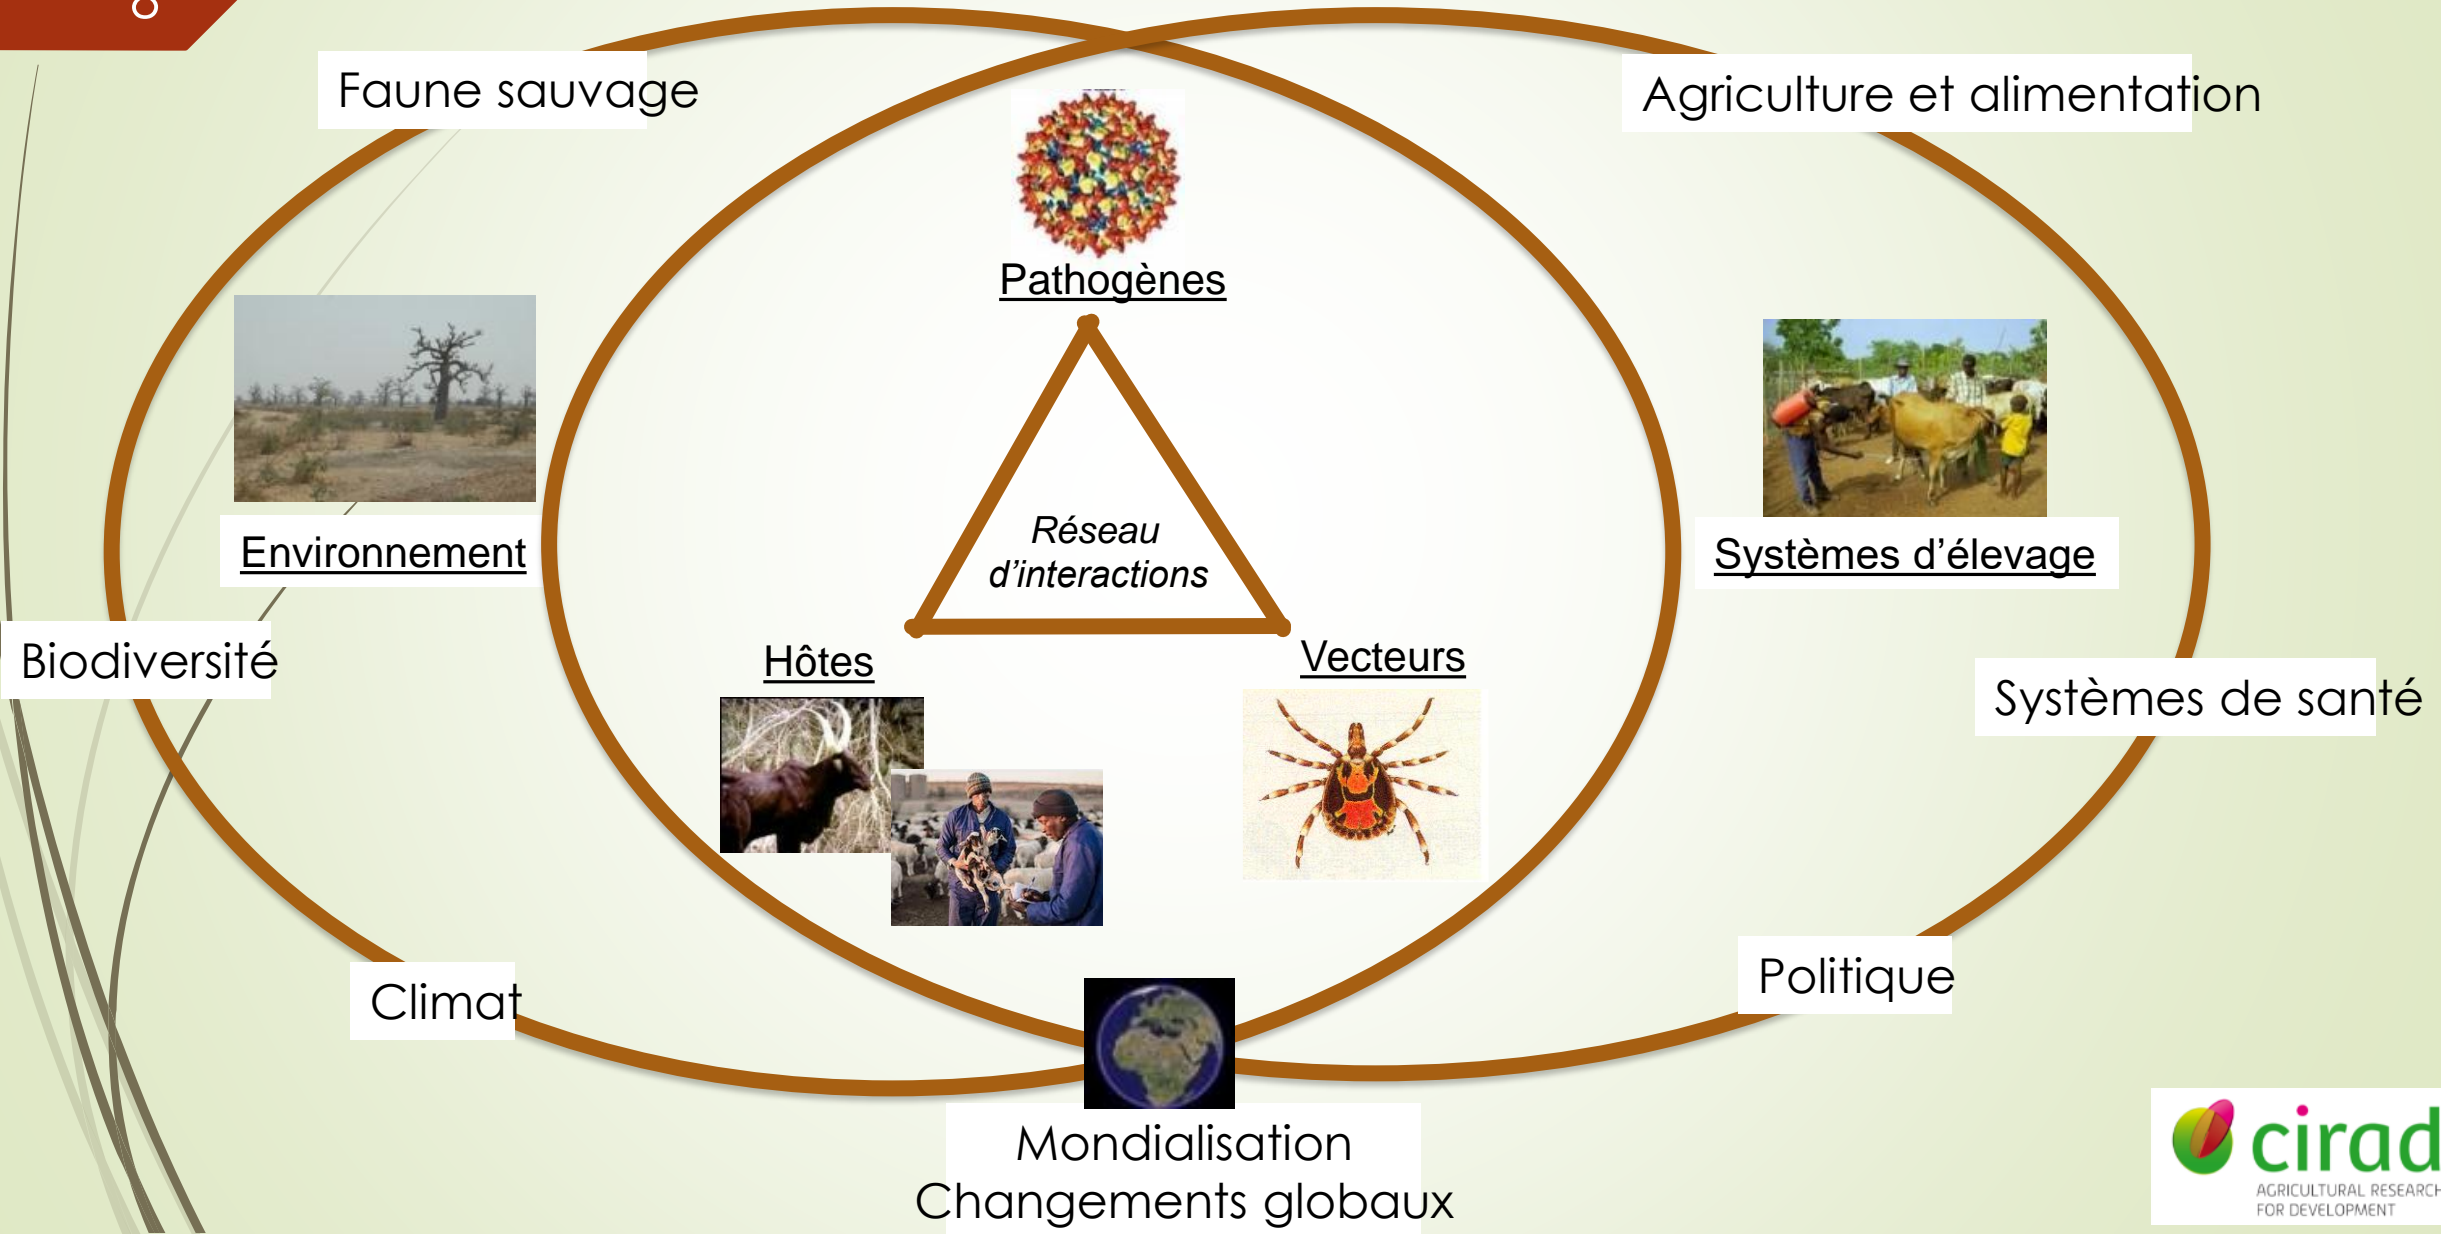 Faune sauvage
Agriculture et alimentation
Pathogènes
Réseau
d’interactions
Environnement
Systèmes d’élevage
Biodiversité
Hôtes
Vecteurs
Systèmes de santé
Climat
Politique
Mondialisation
Changements globaux
cirad
AGRICULTURAL RESEARCH
FOR DEVELOPMENT